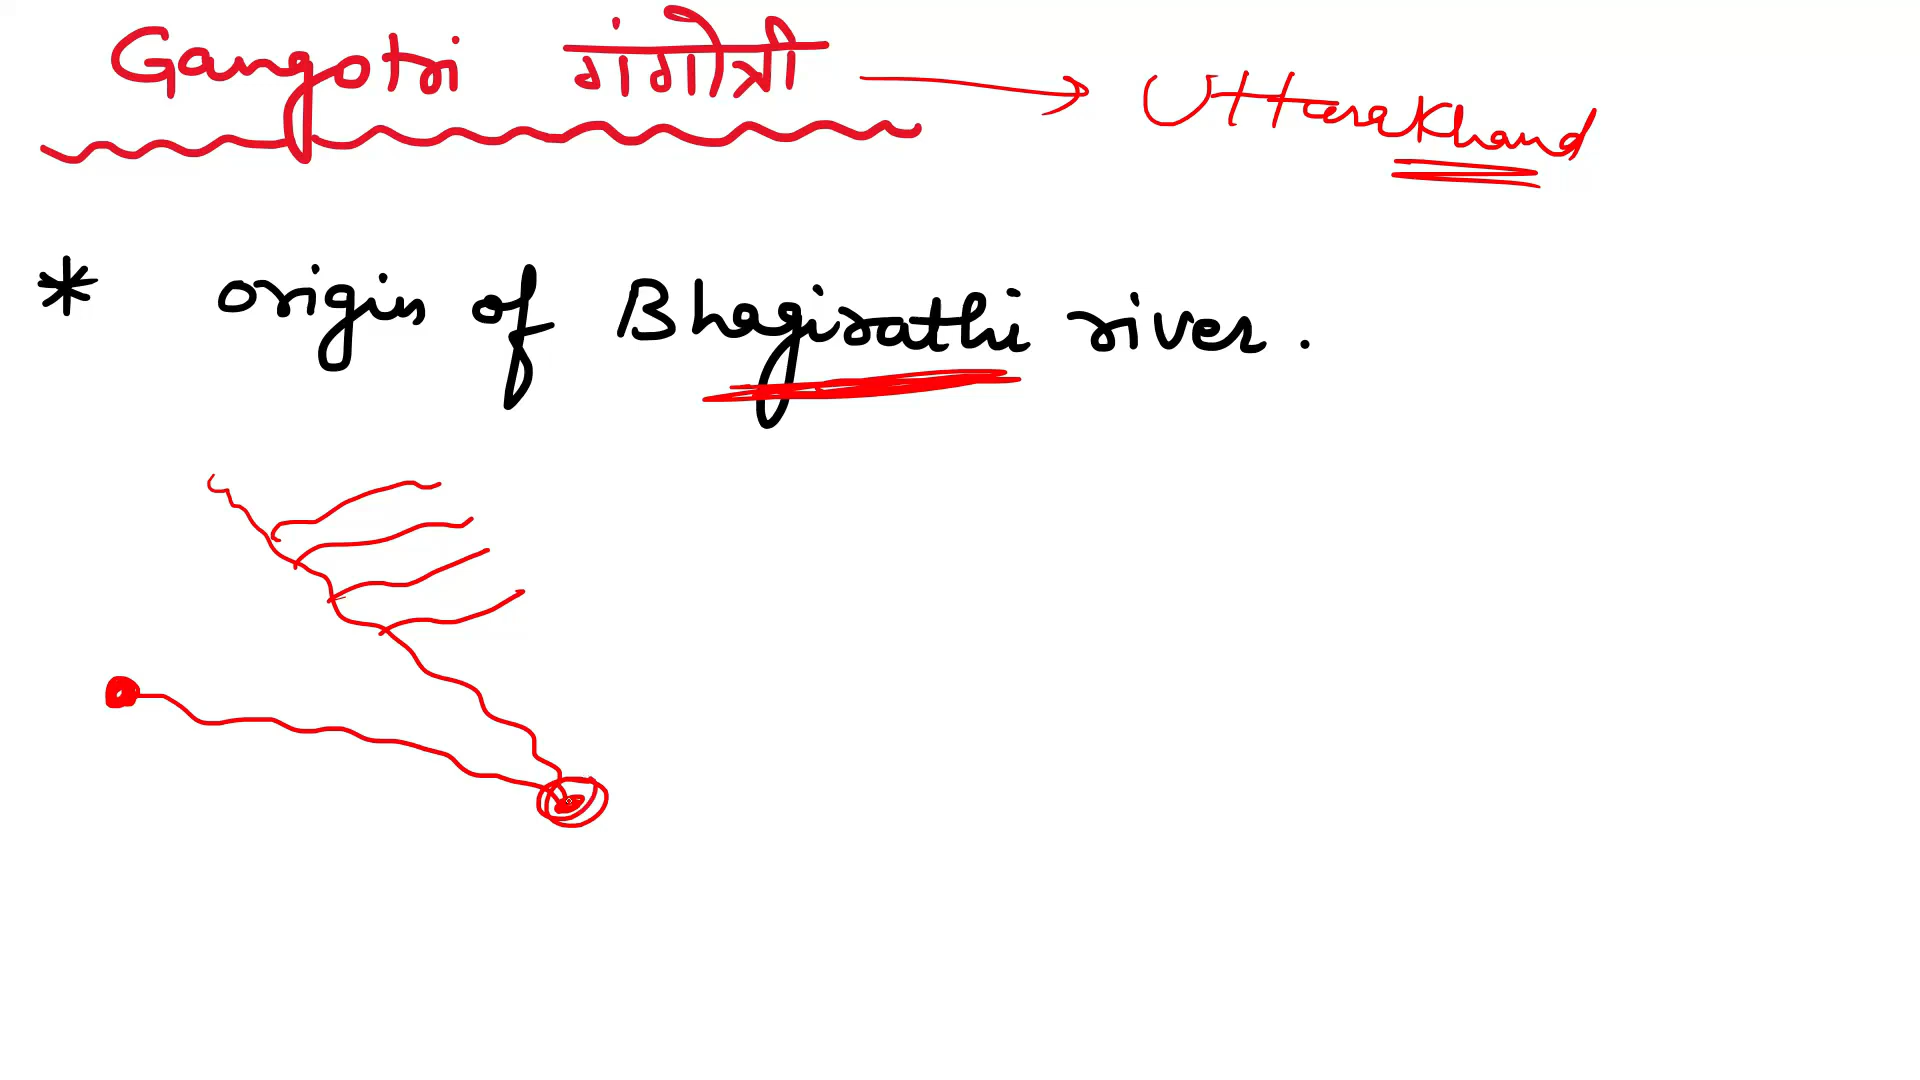 Gangotri गंगोत्री → Uttarakhand
* origin of Bhagirathi river.